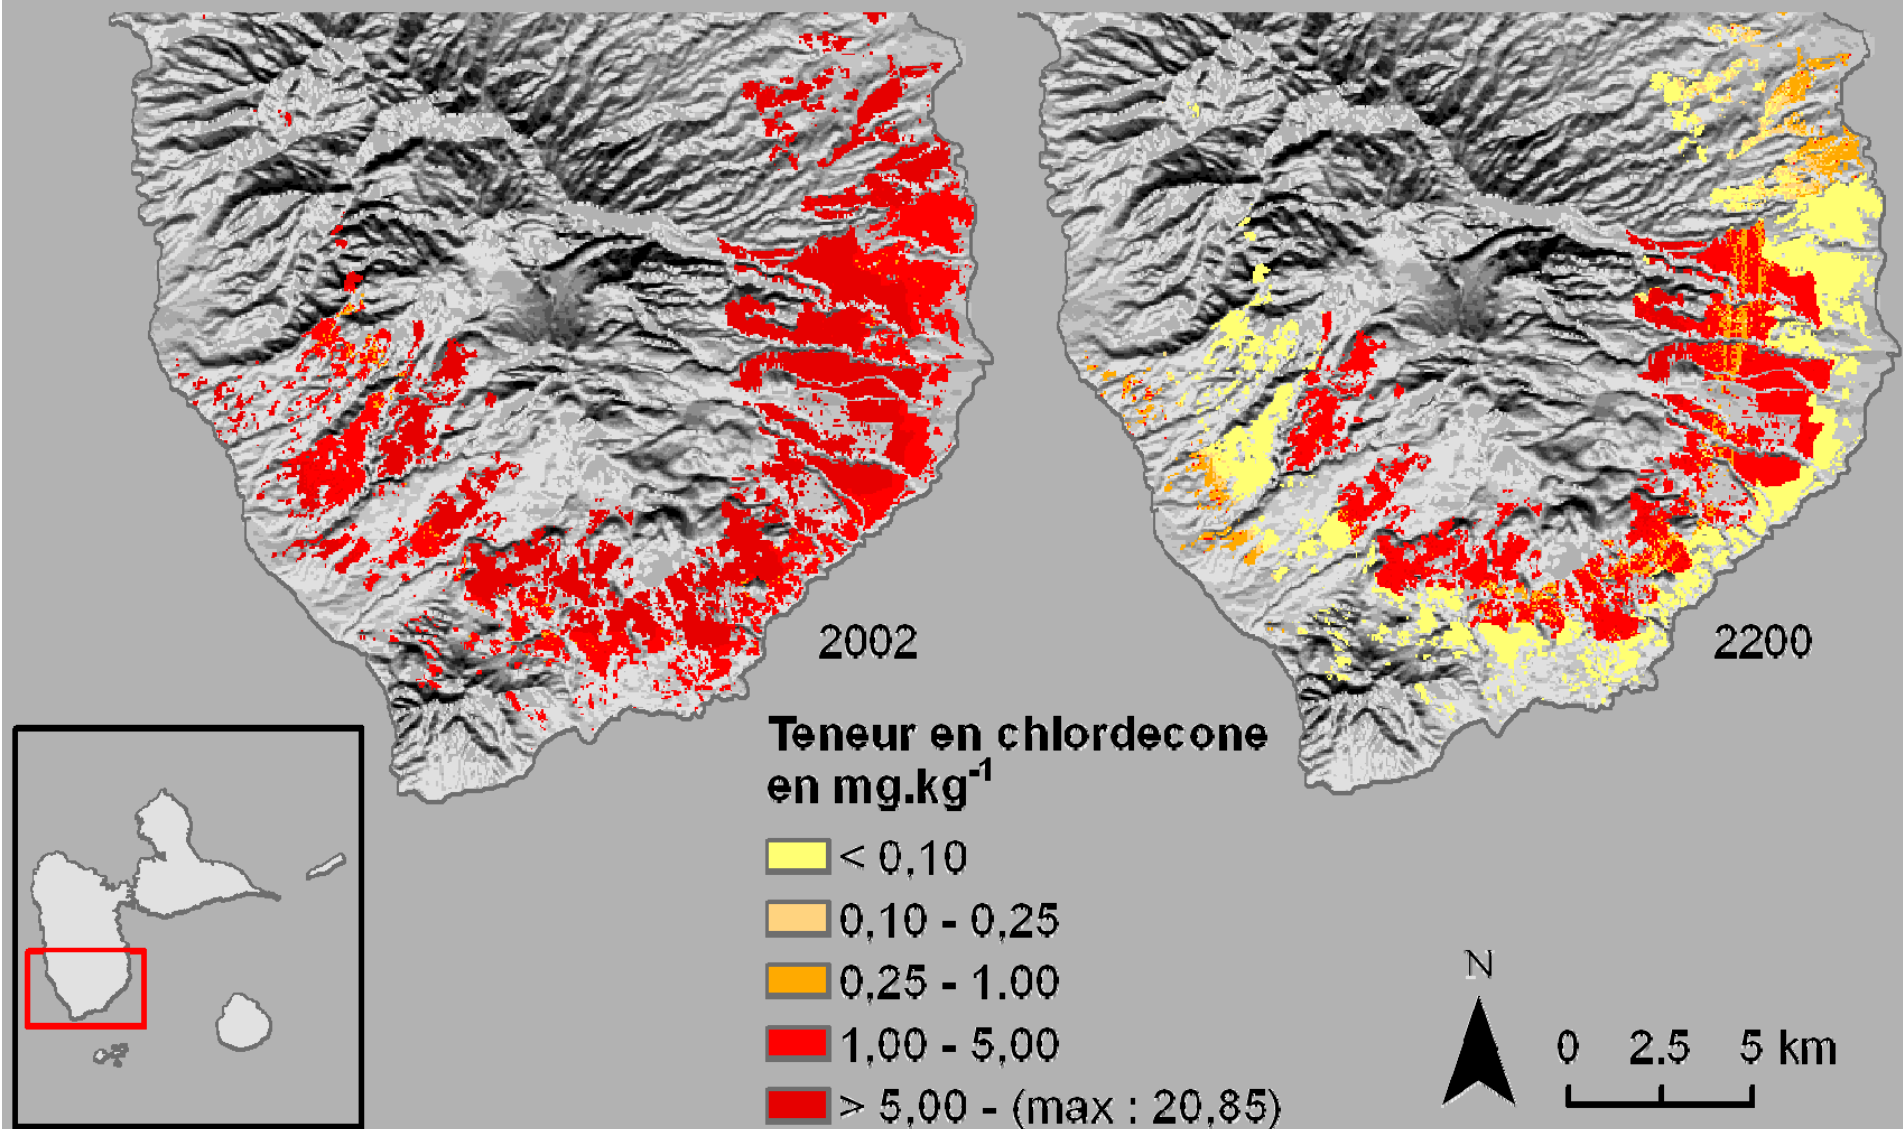 2002
2200
Teneur en chlordecone
en mg.kg⁻¹
< 0,10
0,10 - 0,25
0,25 - 1.00
1,00 - 5,00
> 5,00 - (max : 20,85)
N
0 2.5 5 km